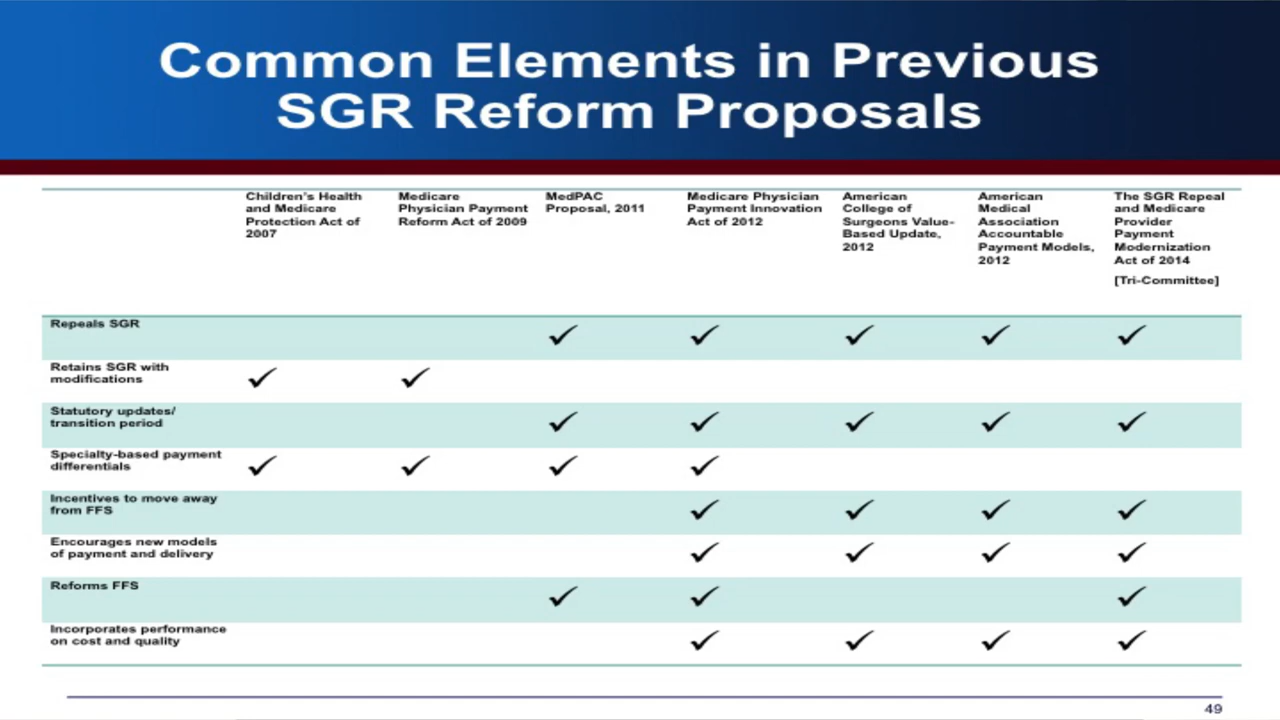 Common Elements in Previous
SGR Reform Proposals
Children's Health
and Medicare
Protection Act of
2007
Medicare
Physician Payment
Reform Act of 2009
MedPAC
Proposal, 2011
Medicare Physician
Payment Innovation
Act of 2012
American
College of
Surgeons Value-
Based Update,
2012
American
Medical
Association
Accountable
Payment Models,
2012
The SGR Repeal
and Medicare
Provider
Payment
Modernization
Act of 2014
[Tri-Committee]
Repeals SGR
✓ ✓ ✓ ✓ ✓
Retains SGR with
modifications
✓ ✓
Statutory updates/
transition period
✓ ✓ ✓ ✓ ✓
Specialty-based payment
differentials
✓ ✓ ✓ ✓
Incentives to move away
from FFS
✓ ✓ ✓ ✓
Encourages new models
of payment and delivery
✓ ✓ ✓ ✓
Reforms FFS
✓ ✓ ✓
Incorporates performance
on cost and quality
✓ ✓ ✓ ✓
49